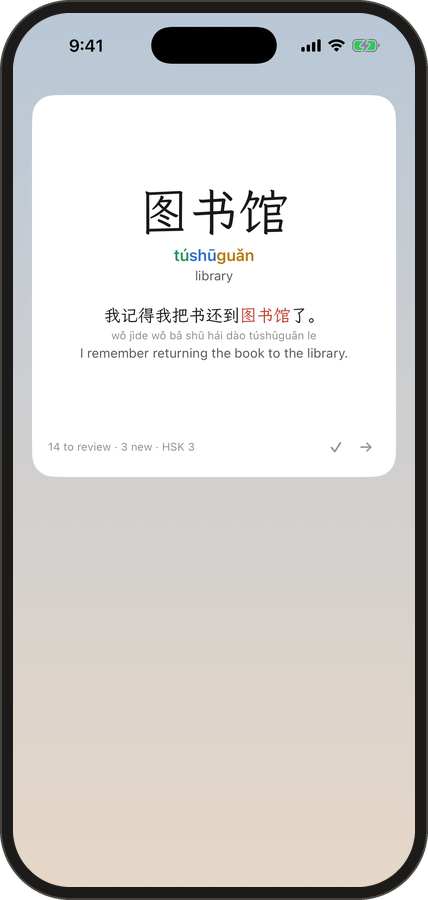 9:41
图书馆
túshūguǎn
library
我记得我把书还到图书馆了。
wǒ jìde wǒ bǎ shū hái dào túshūguǎn le
I remember returning the book to the library.
14 to review · 3 new · HSK 3